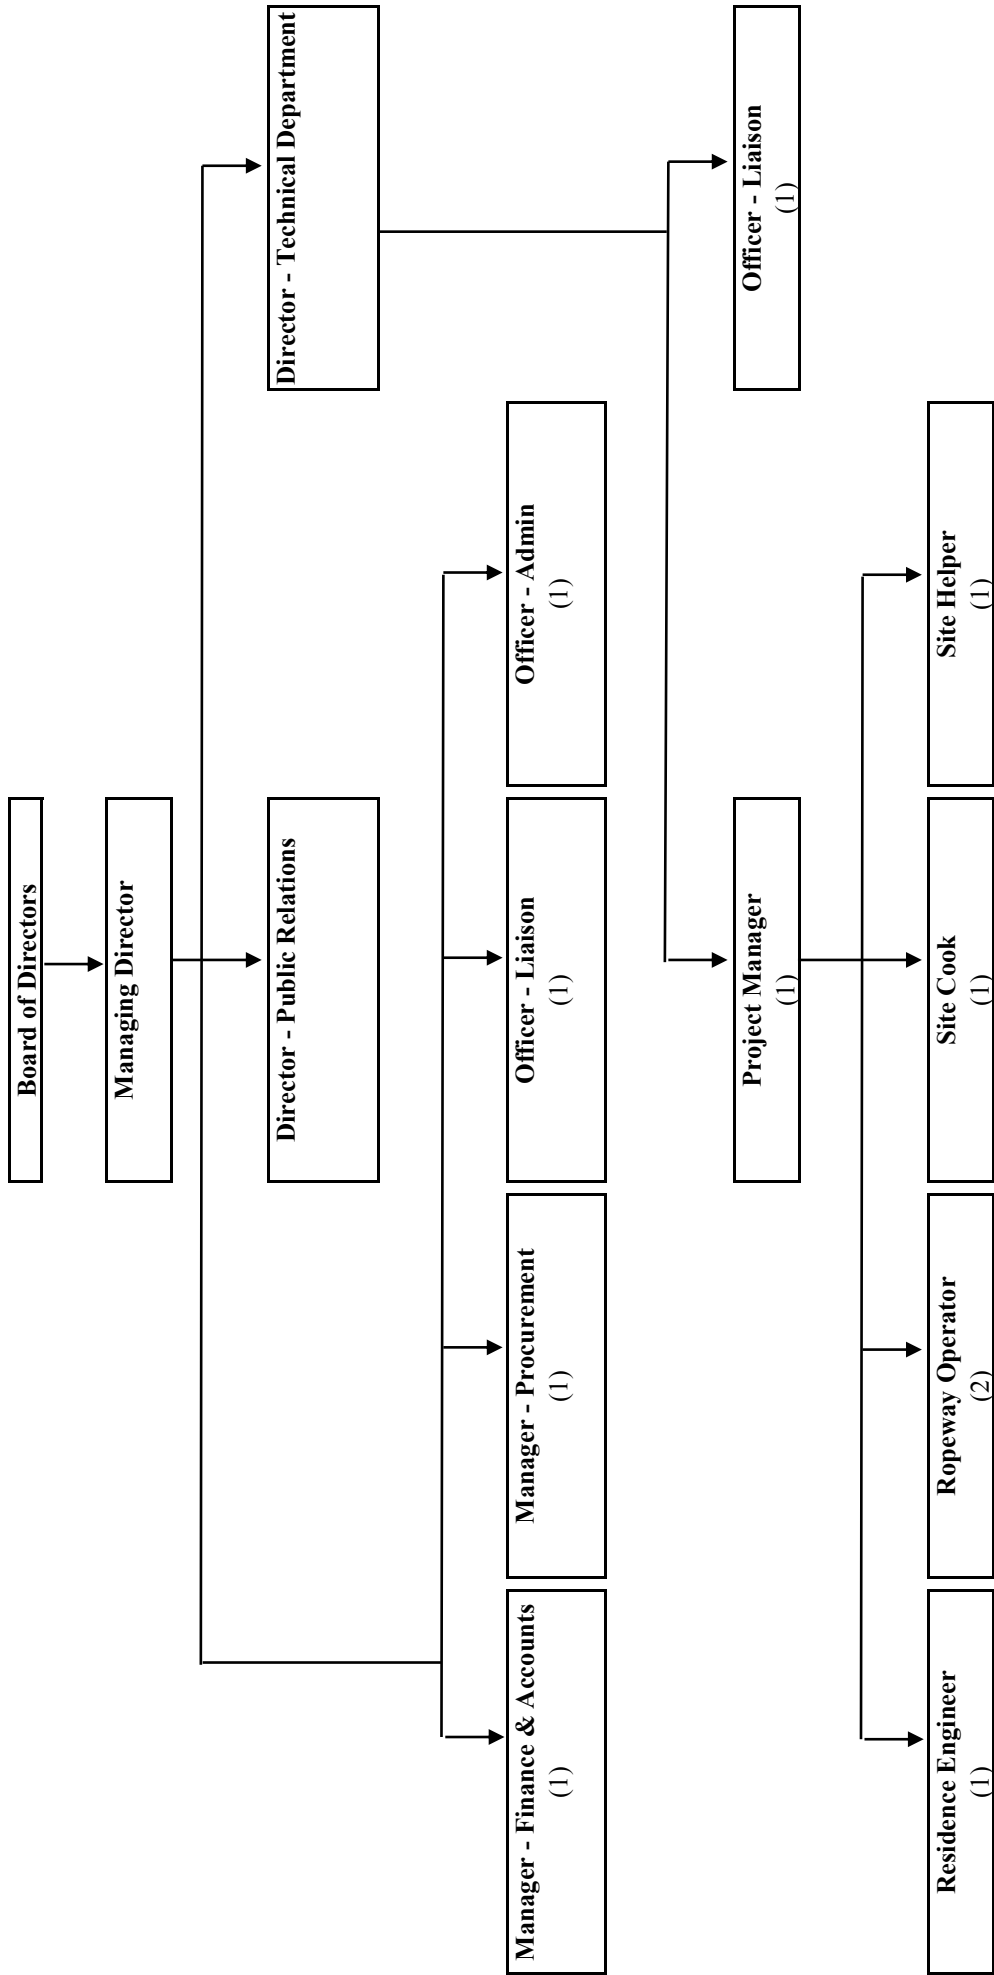 Board of Directors
Managing Director
Director - Public Relations
Director - Technical Department
Manager - Finance & Accounts
(1)
Manager - Procurement
(1)
Officer - Liaison
(1)
Officer - Admin
(1)
Project Manager
(1)
Officer - Liaison
(1)
Residence Engineer
(1)
Ropeway Operator
(2)
Site Cook
(1)
Site Helper
(1)